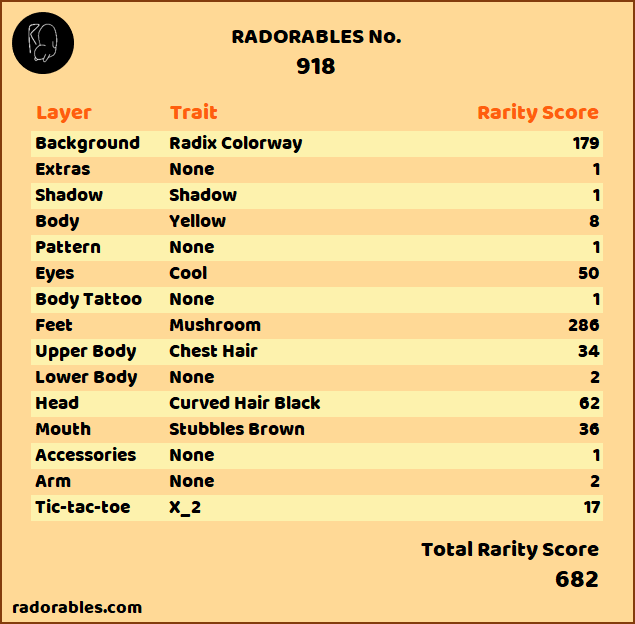 RADORABLES No.
918
Layer Trait Rarity Score
Background Radix Colorway 179
Extras None 1
Shadow Shadow 1
Body Yellow 8
Pattern None 1
Eyes Cool 50
Body Tattoo None 1
Feet Mushroom 286
Upper Body Chest Hair 34
Lower Body None 2
Head Curved Hair Black 62
Mouth Stubbles Brown 36
Accessories None 1
Arm None 2
Tic-tac-toe X_2 17
Total Rarity Score
682
radorables.com